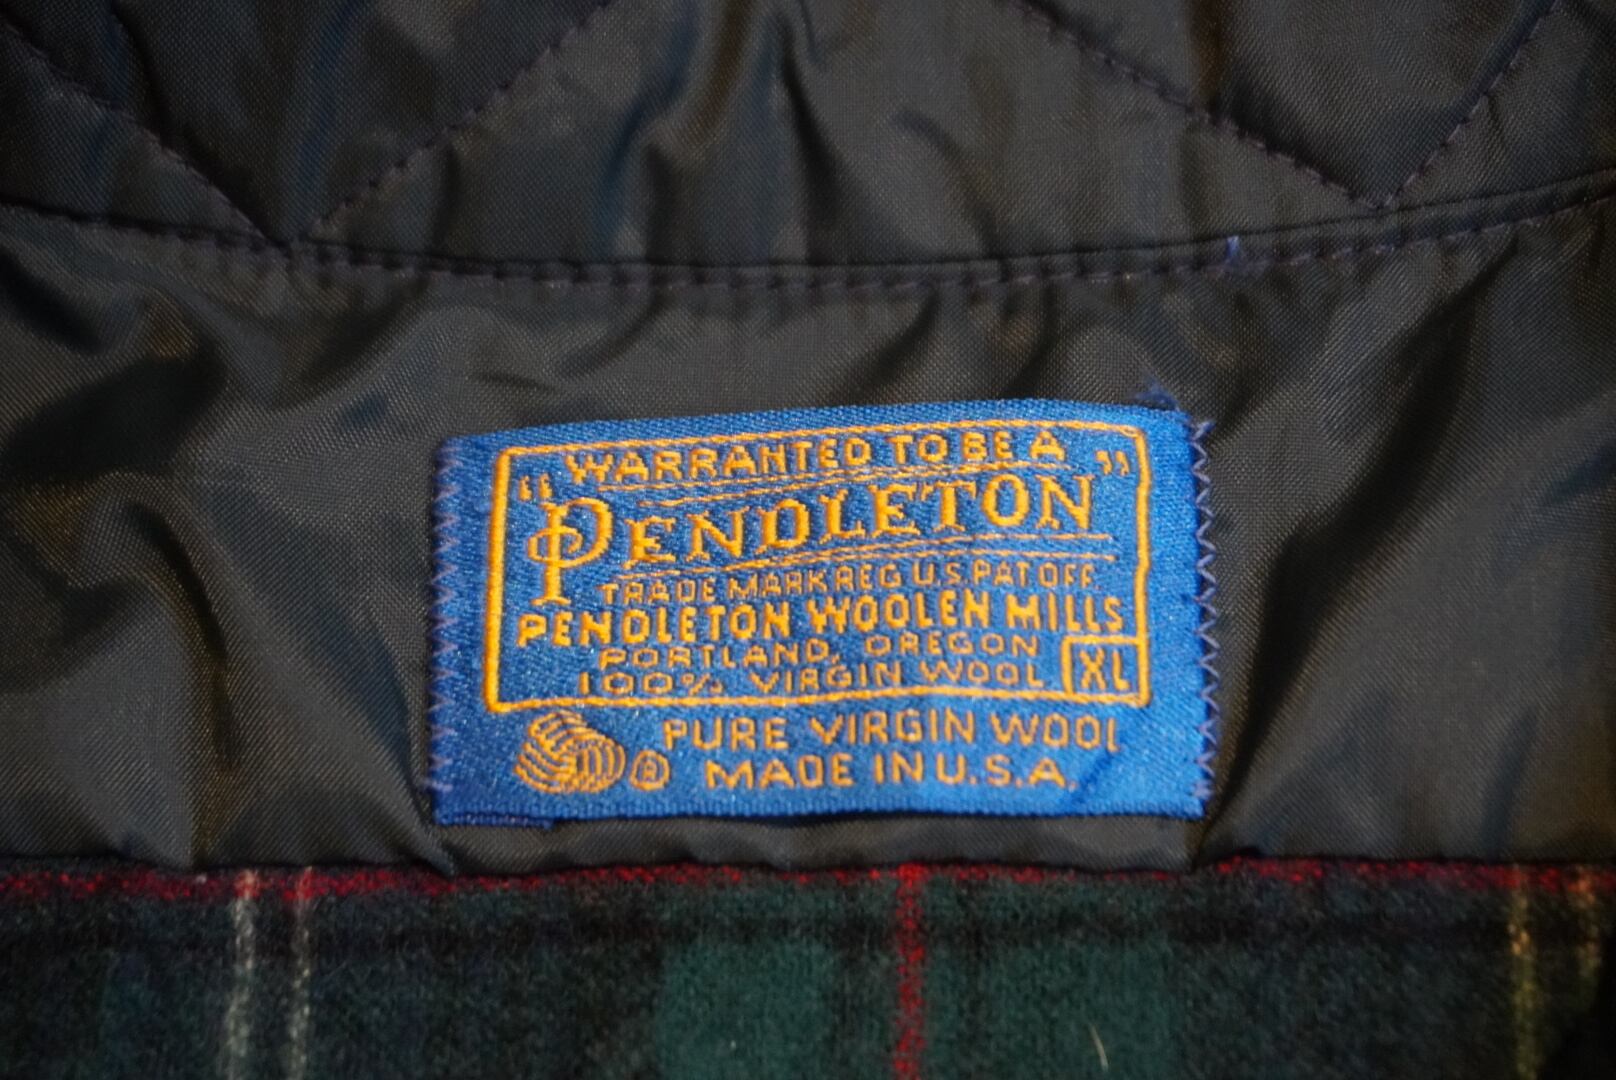 "WARRANTED TO BE A
PENDLETON"
TRADE MARK REG U.S. PAT. OFF.
PENDLETON WOOLEN MILLS
PORTLAND, OREGON
100% VIRGIN WOOL XL
® PURE VIRGIN WOOL
MADE IN U.S.A.